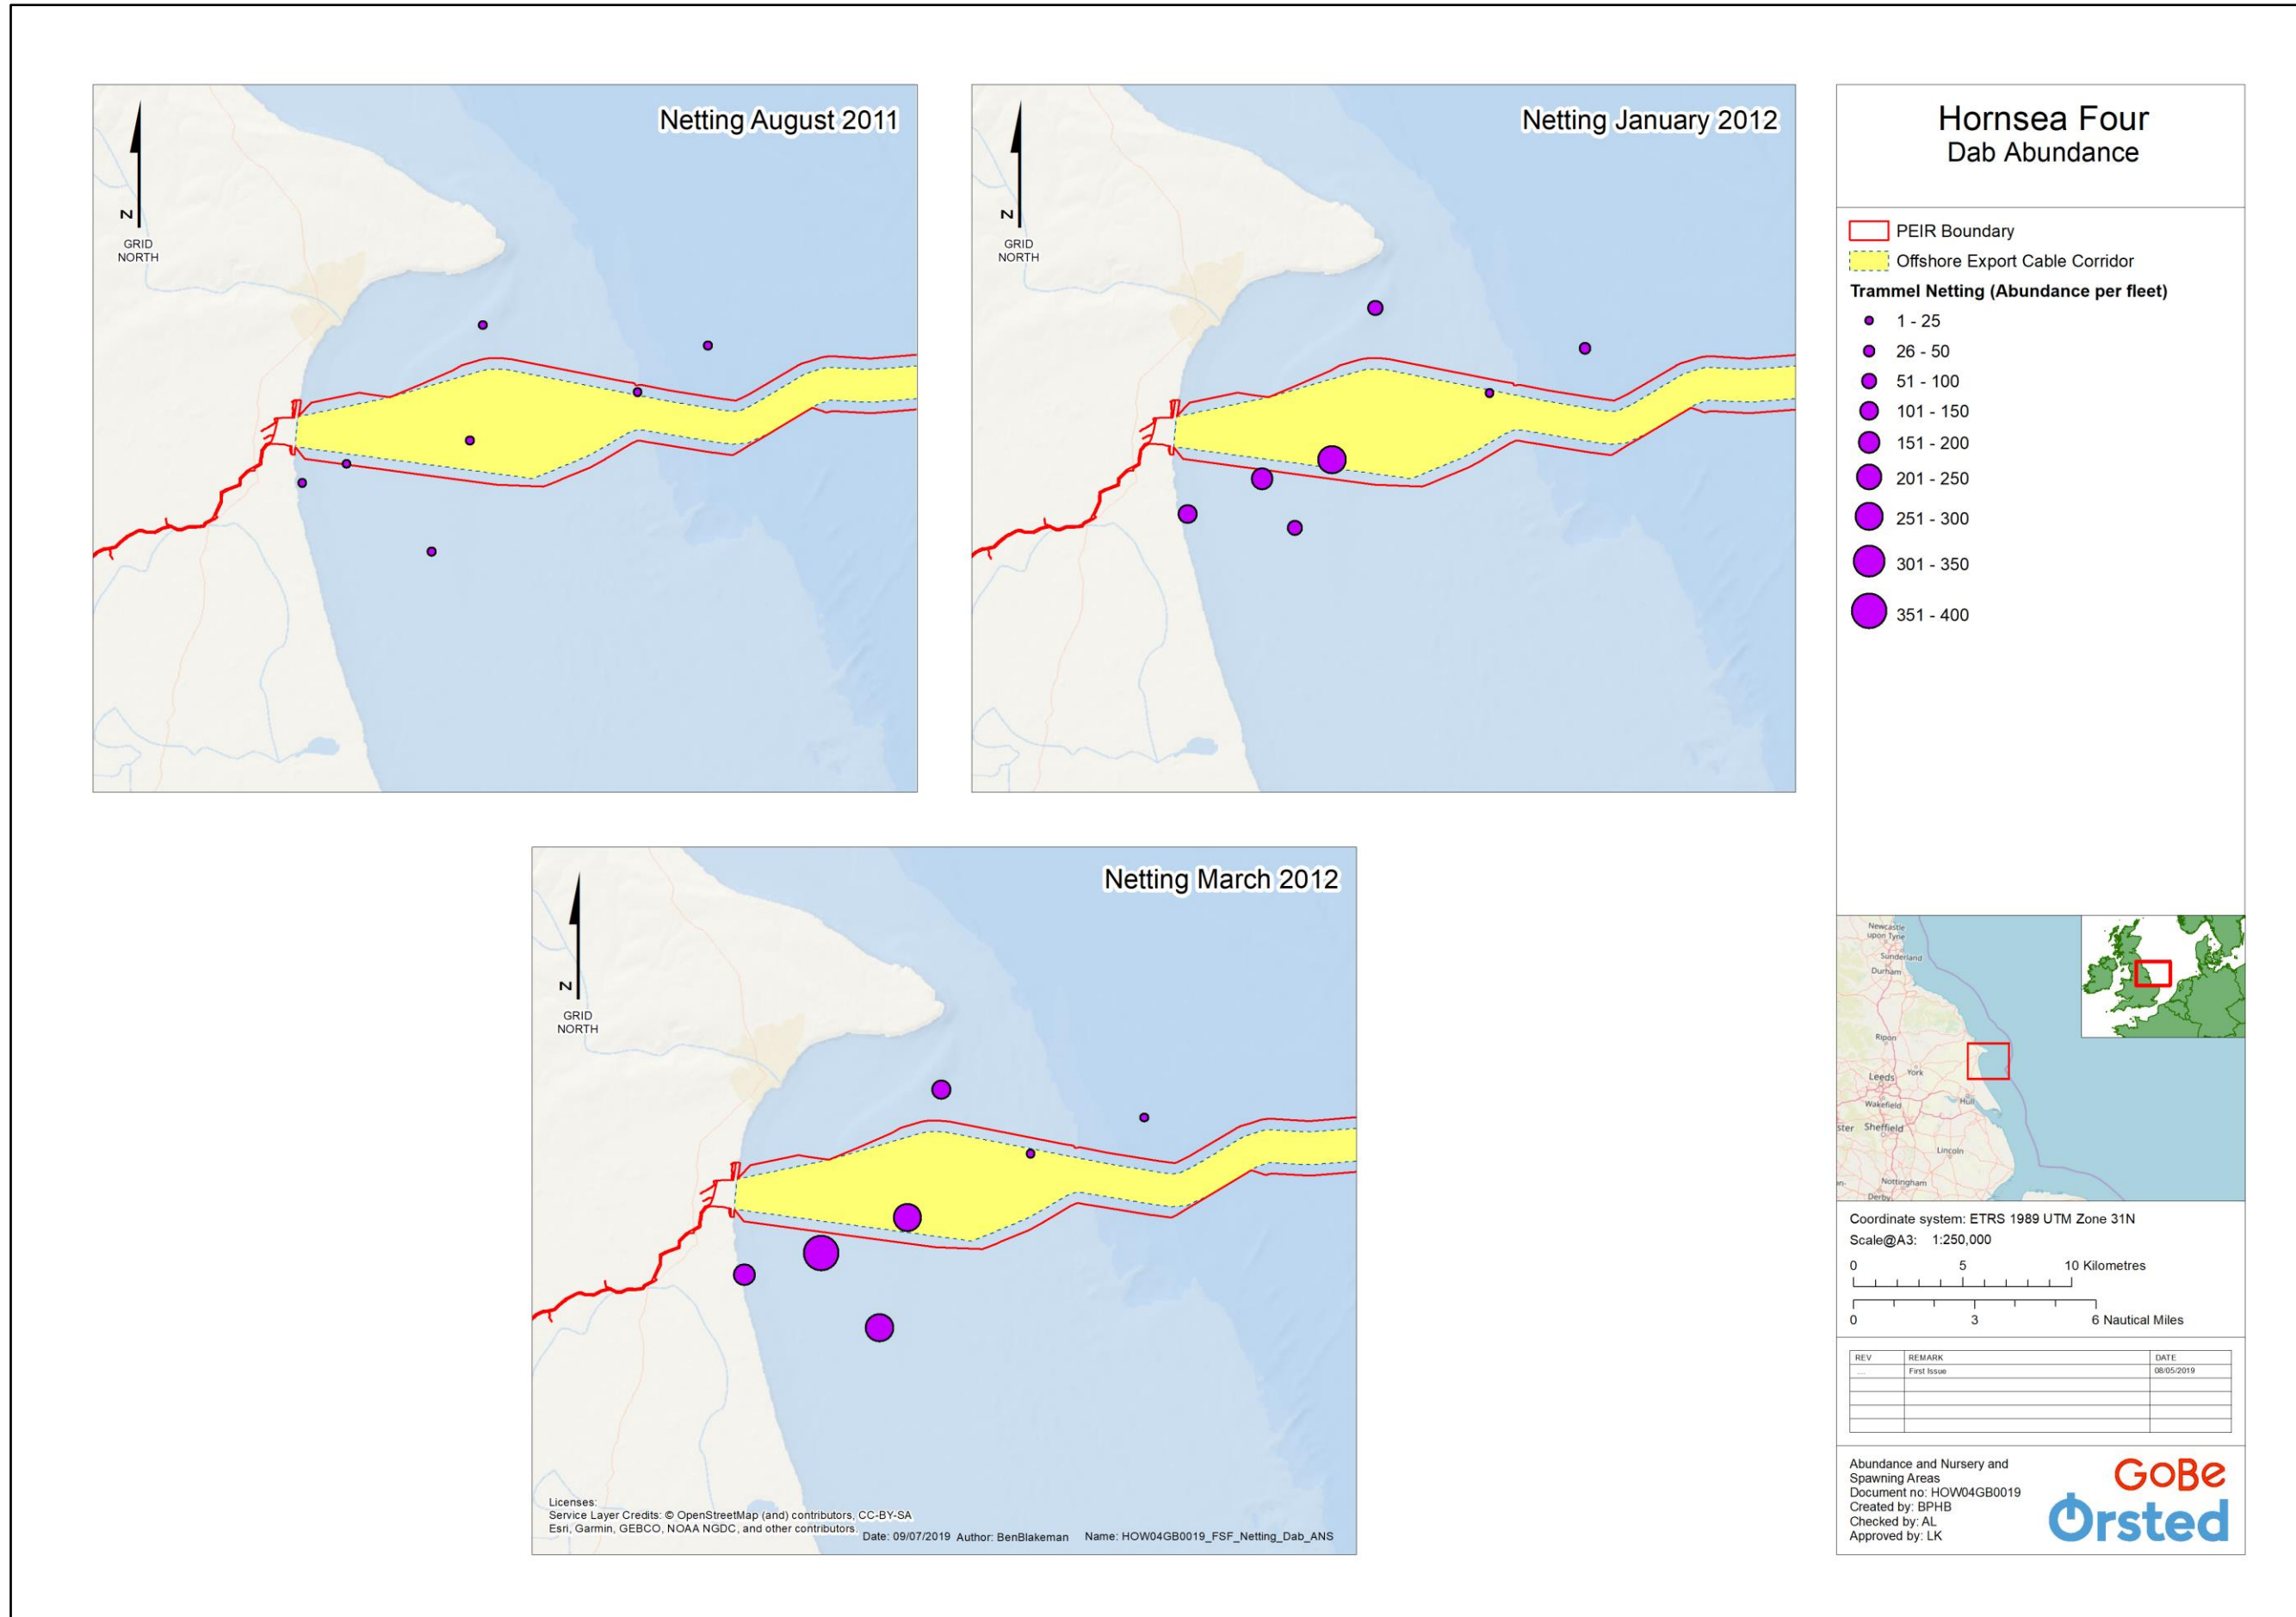 Netting August 2011
N
GRID
NORTH
Netting January 2012
N
GRID
NORTH
Netting March 2012
N
GRID
NORTH
Licenses:
Service Layer Credits: © OpenStreetMap (and) contributors, CC-BY-SA
Esri, Garmin, GEBCO, NOAA NGDC, and other contributors.
Date: 09/07/2019 Author: BenBlakeman Name: HOW04GB0019_FSF_Netting_Dab_ANS
Hornsea Four
Dab Abundance
PEIR Boundary
Offshore Export Cable Corridor
Trammel Netting (Abundance per fleet)
1 - 25
26 - 50
51 - 100
101 - 150
151 - 200
201 - 250
251 - 300
301 - 350
351 - 400
Newcastle
upon Tyne
Sunderland
Durham
Ripon
Leeds
York
Wakefield
Hull
ster
Sheffield
Lincoln
Nottingham
Derby
Coordinate system: ETRS 1989 UTM Zone 31N
Scale@A3: 1:250,000
0 5 10 Kilometres
0 3 6 Nautical Miles
REV REMARK DATE
.... First Issue 08/05/2019
Abundance and Nursery and
Spawning Areas
Document no: HOW04GB0019
Created by: BPHB
Checked by: AL
Approved by: LK
GoBe
Orsted